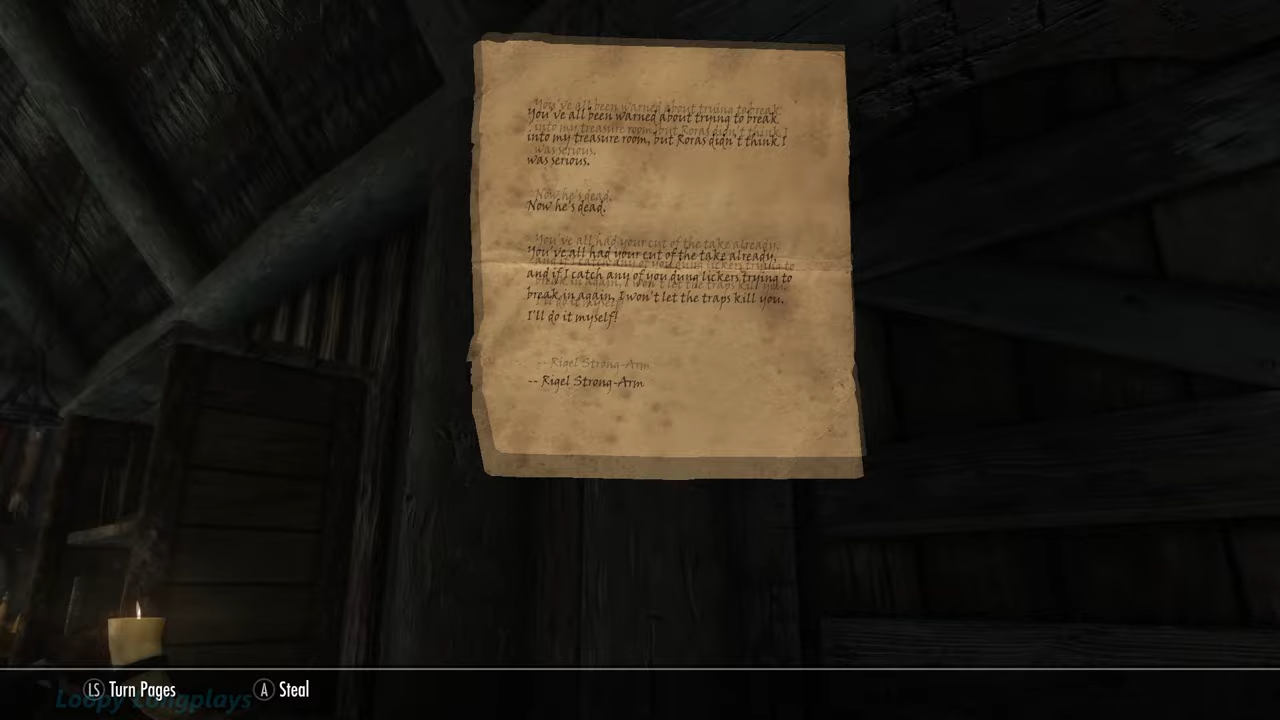 You've all been warned about trying to break
into my treasure room, but Roras didn't think I
was serious.
Now he's dead.
You've all had your cut of the take already,
and if I catch any of you dung lickers trying to
break in again, I won't let the traps kill you.
I'll do it myself!
-- Rigel Strong-Arm
LS Turn Pages
A Steal
Loopy Longplays